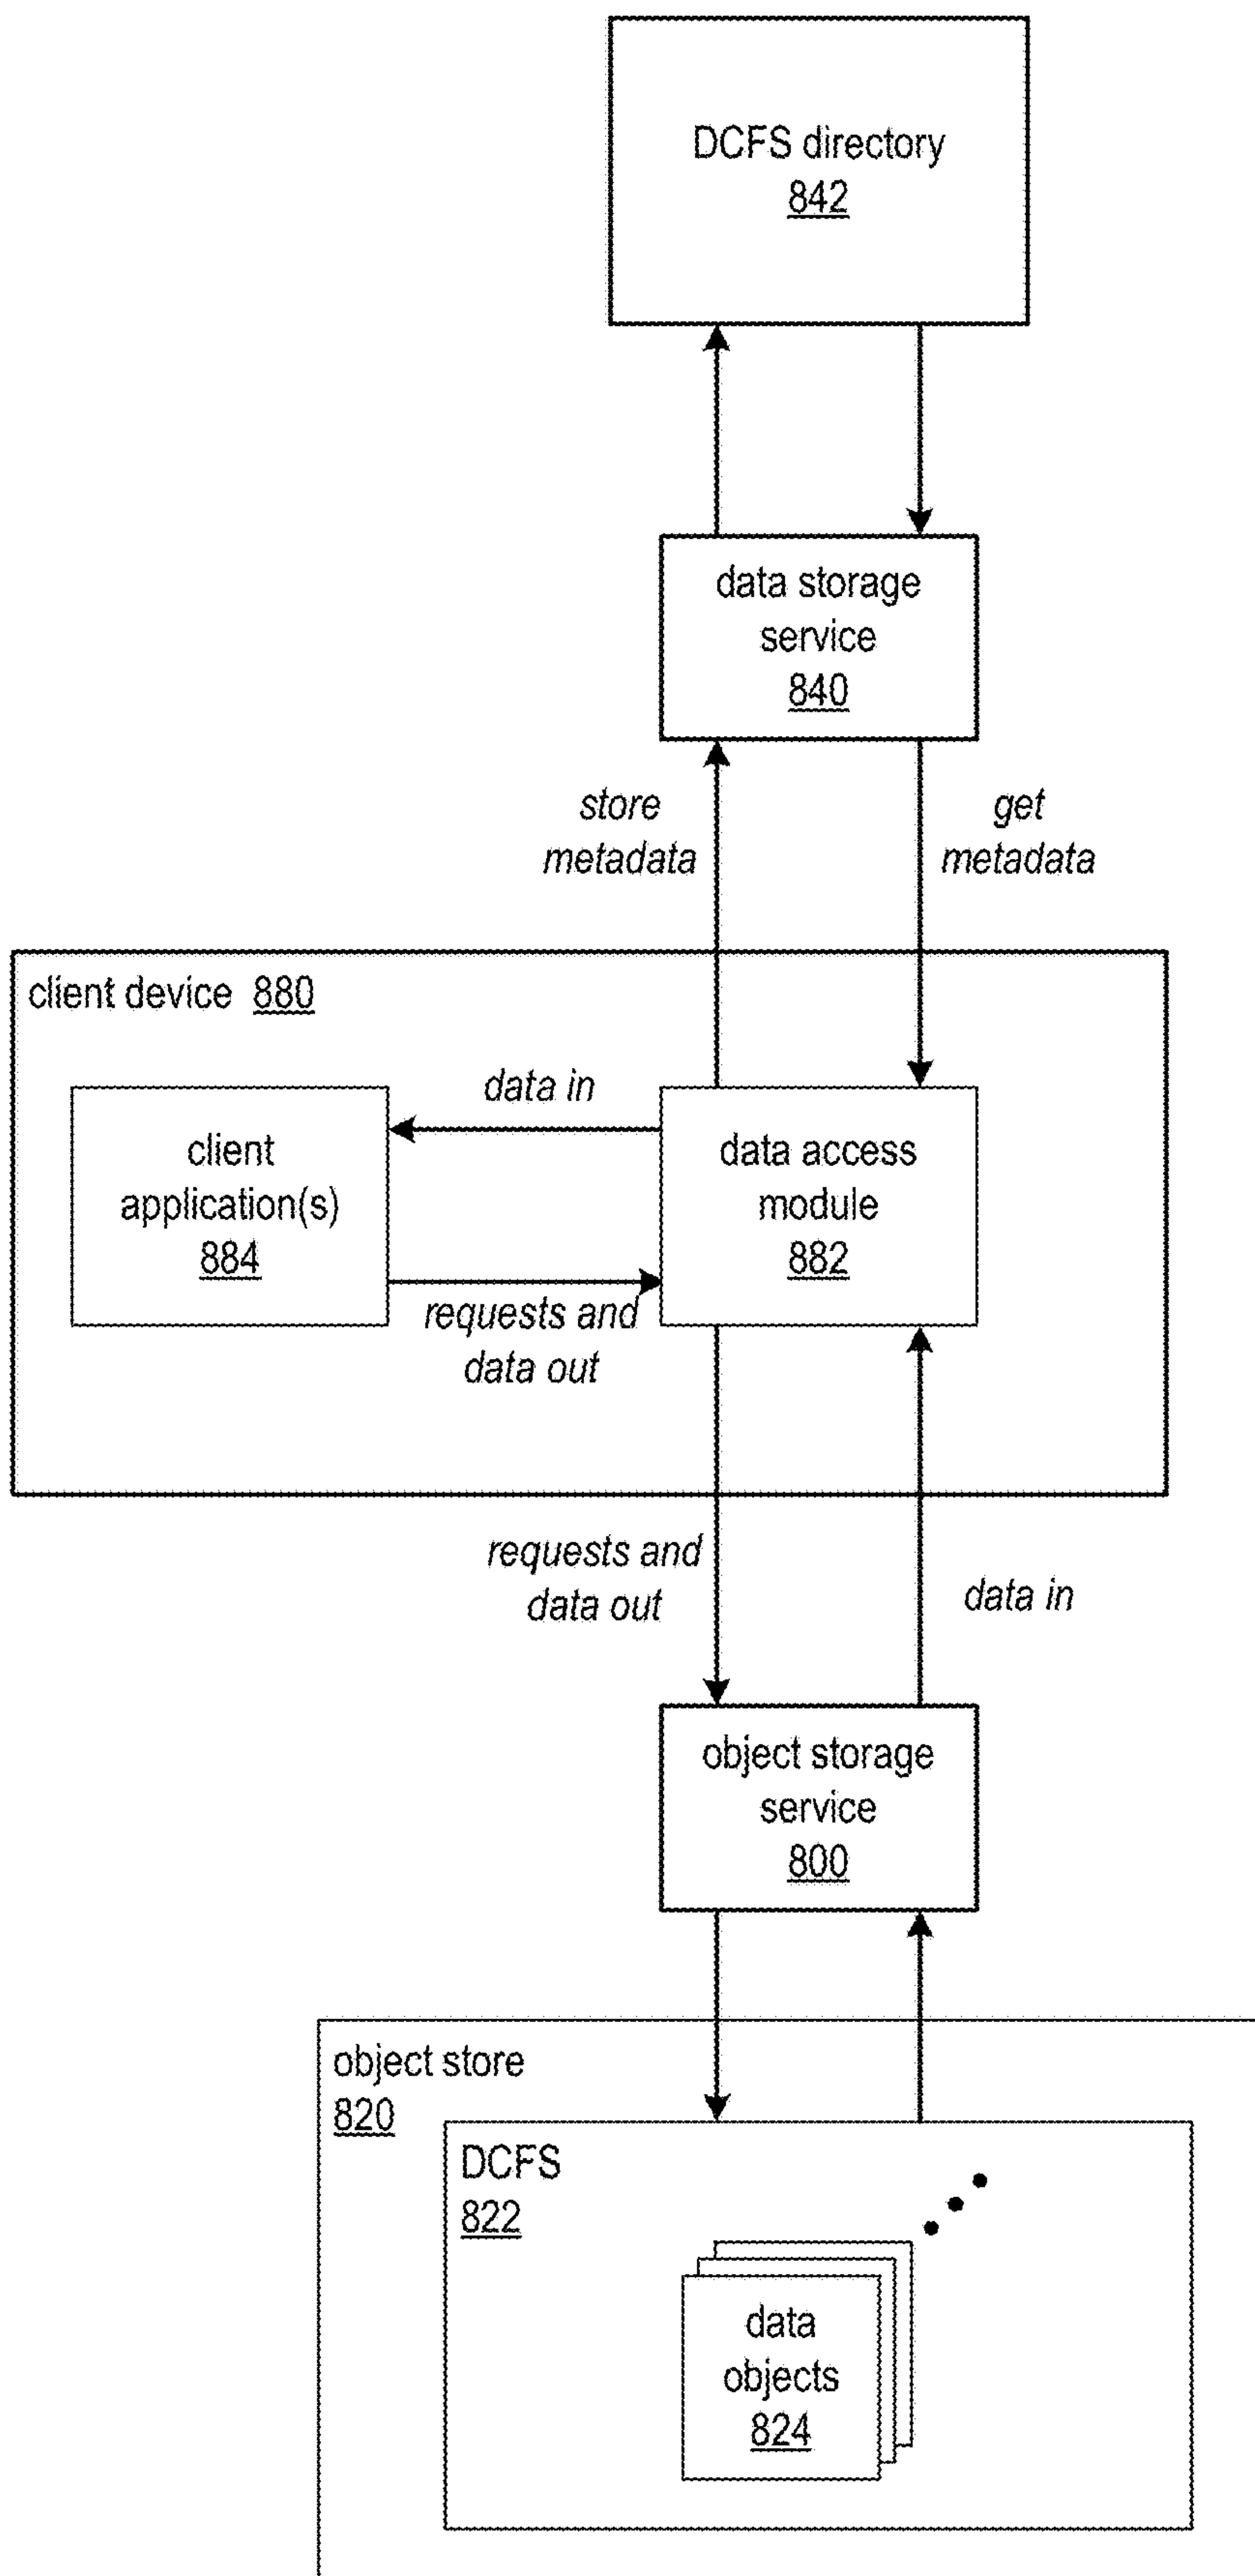 DCFS directory
842
data storage
service
840
store
metadata
get
metadata
client device 880
data in
client
application(s)
884
data access
module
882
requests and
data out
requests and
data out
data in
object storage
service
800
object store
820
DCFS
822
data
objects
824